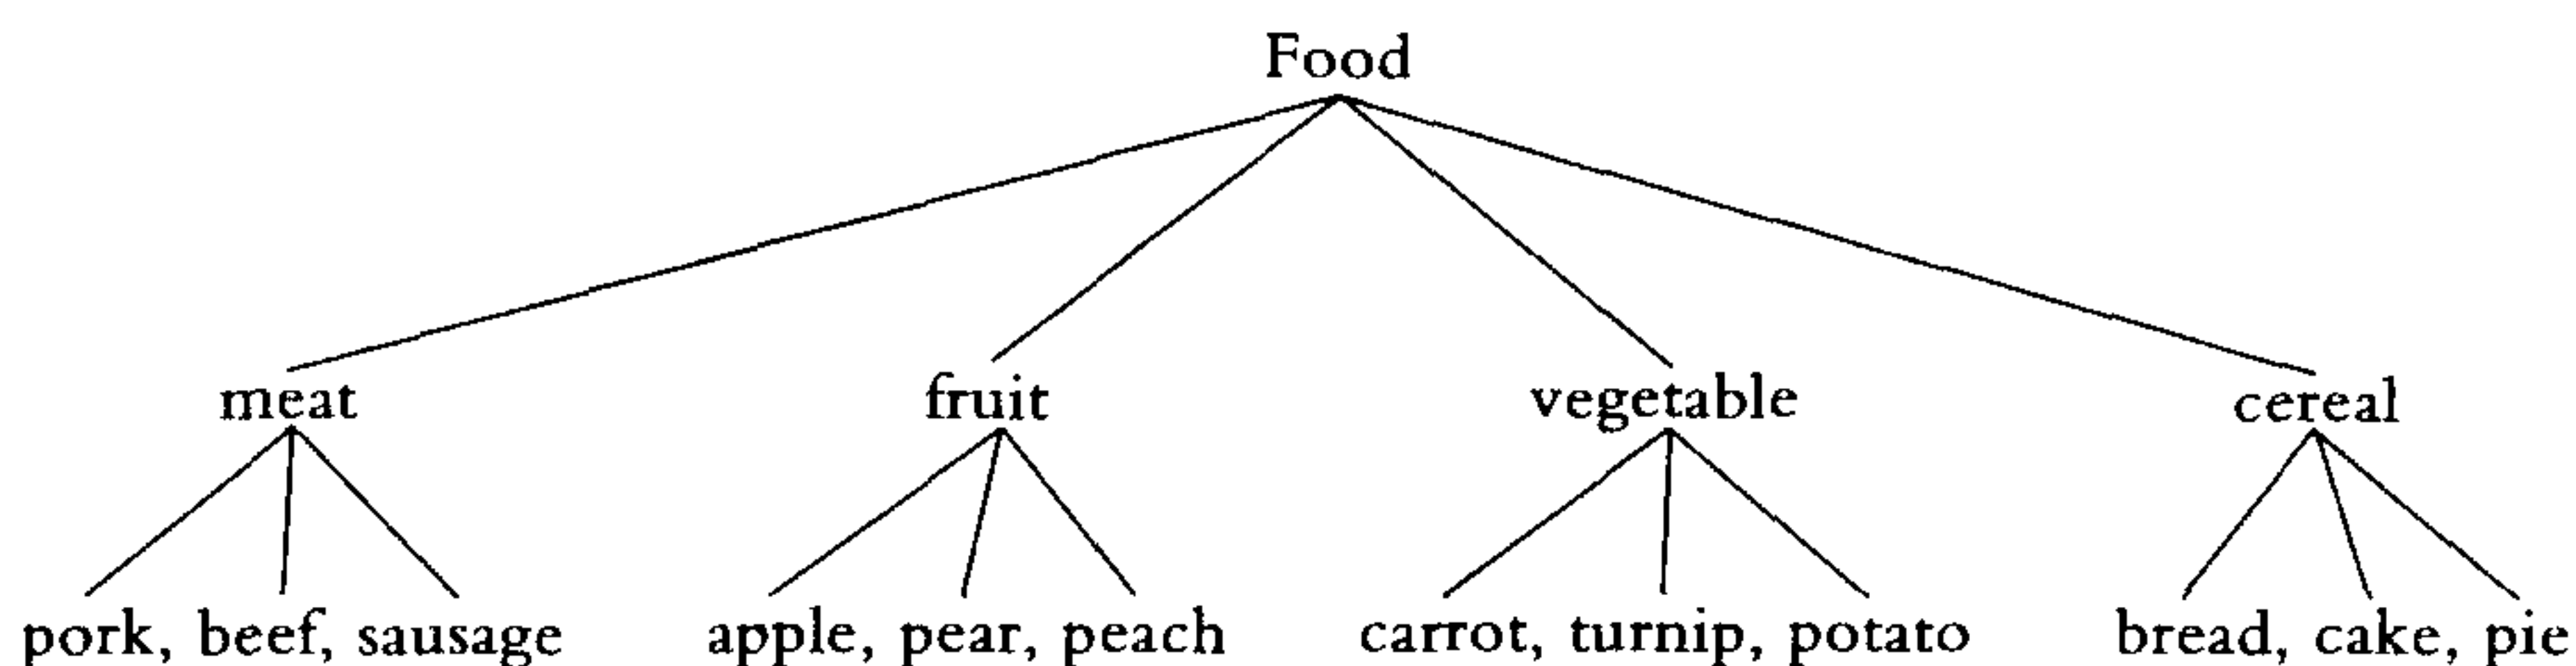 Food
meat fruit vegetable cereal
pork, beef, sausage apple, pear, peach carrot, turnip, potato bread, cake, pie